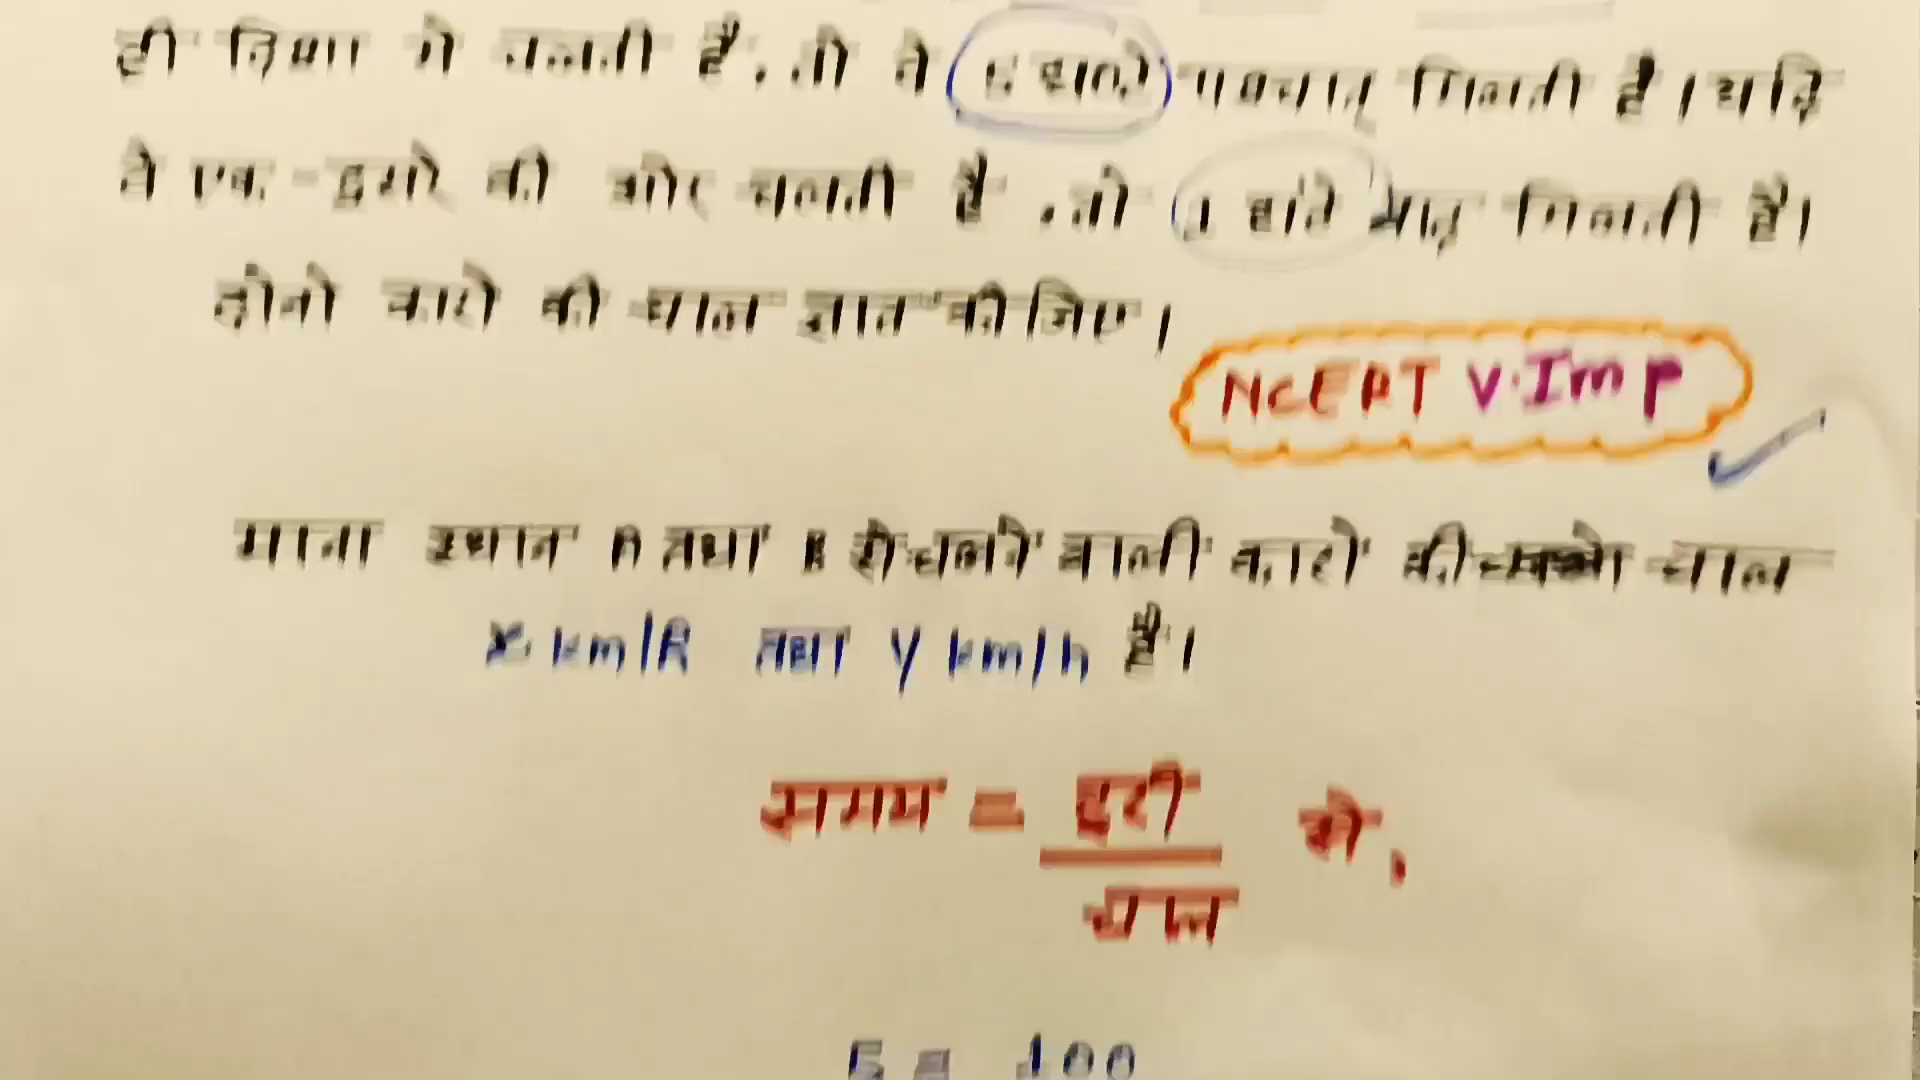 ही दिशा में चलती हैं, तो वे 5 घण्टे पश्चात् मिलती हैं। यदि
वे एक-दूसरे की ओर चलती हैं, तो 1 घंटे बाद मिलती हैं।
दोनों कारों की चाल ज्ञात कीजिए।
NCERT V.Imp
माना स्थान A तथा B से चलने वाली कारों की चाल
x km/h तथा y km/h हैं।
समय = दूरी
चाल से,
5 = 100